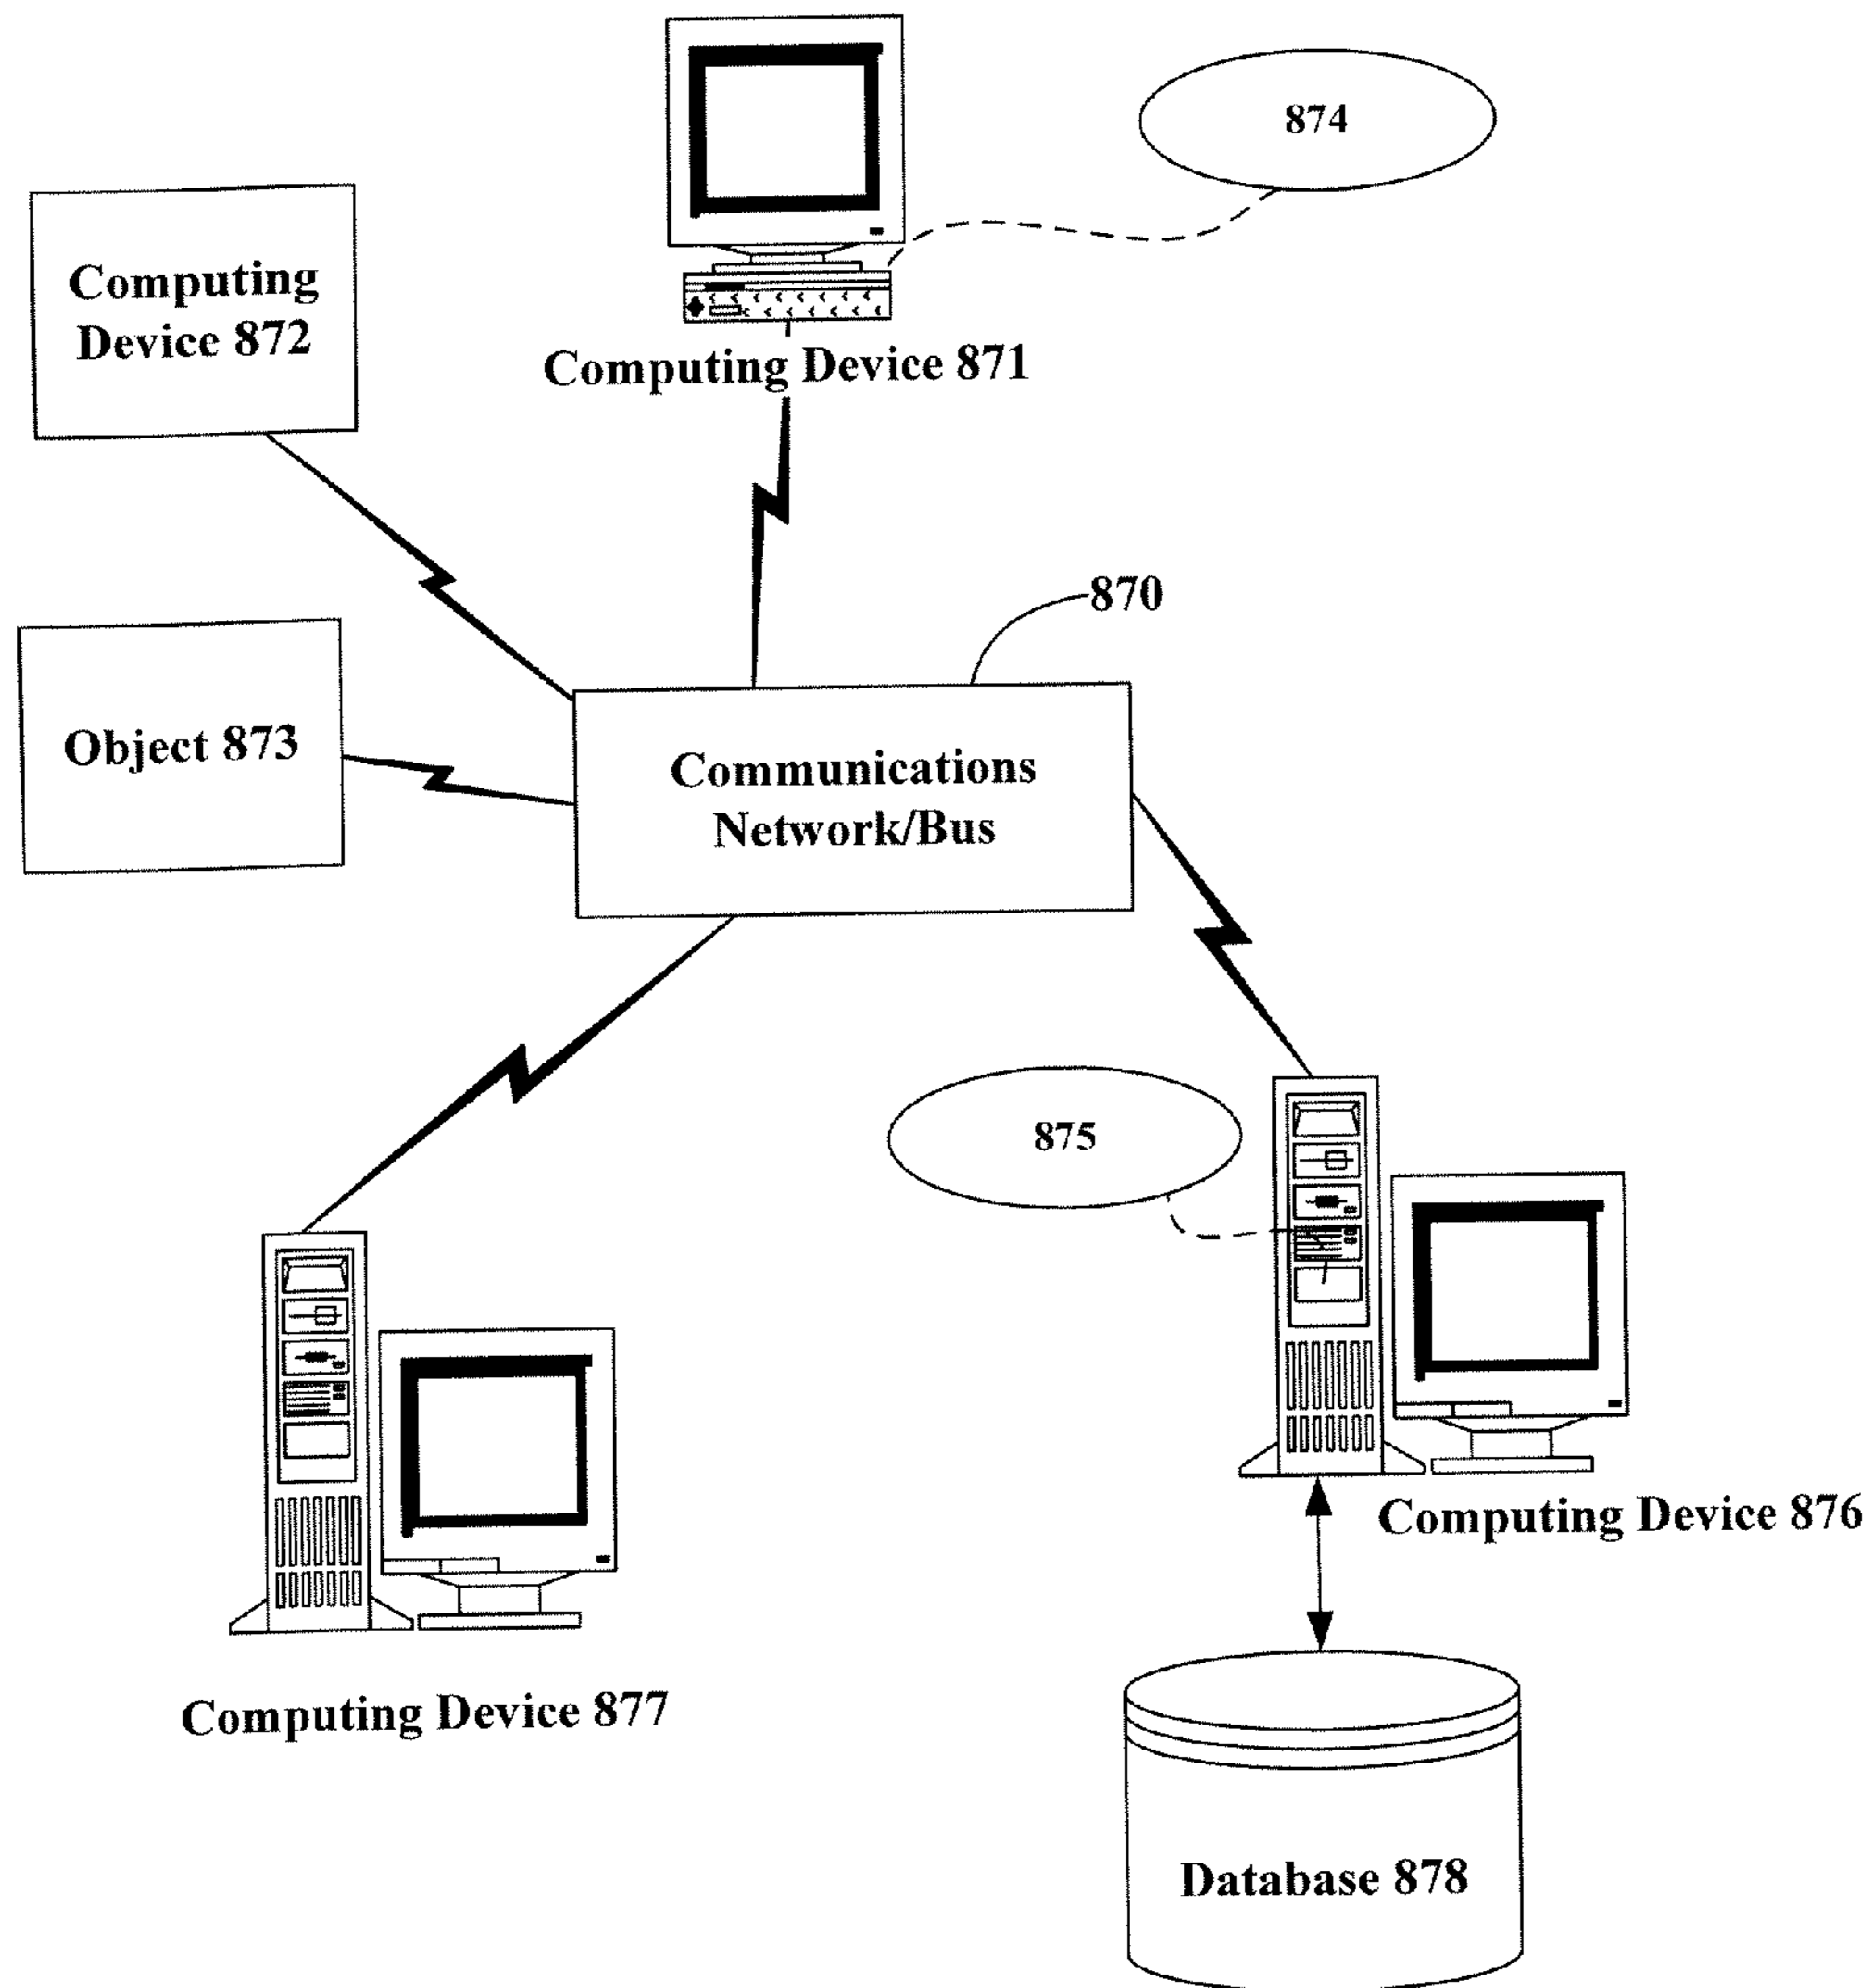 874
Computing
Device 872
Computing Device 871
870
Object 873
Communications
Network/Bus
875
Computing Device 876
Computing Device 877
Database 878